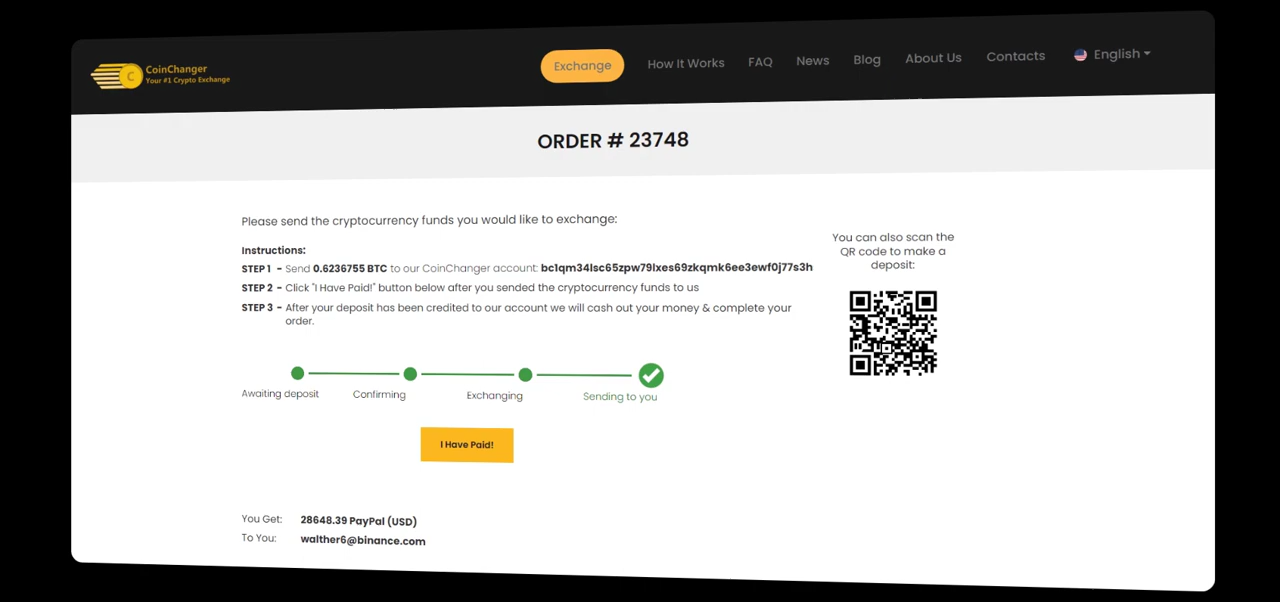 CoinChanger
Your #1 Crypto Exchange
Exchange
How It Works
FAQ
News
Blog
About Us
Contacts
English
ORDER # 23748
Please send the cryptocurrency funds you would like to exchange:
Instructions:
STEP 1 - Send 0.6236755 BTC to our CoinChanger account: bc1qm34lsc65zpw79lxes69zkqmk6ee3ewf0j77s3h
STEP 2 - Click "I Have Paid!" button below after you sended the cryptocurrency funds to us
STEP 3 - After your deposit has been credited to our account we will cash out your money & complete your
order.
You can also scan the
QR code to make a
deposit:
Awaiting deposit
Confirming
Exchanging
Sending to you
I Have Paid!
You Get: 28648.39 PayPal (USD)
To You: walther6@binance.com